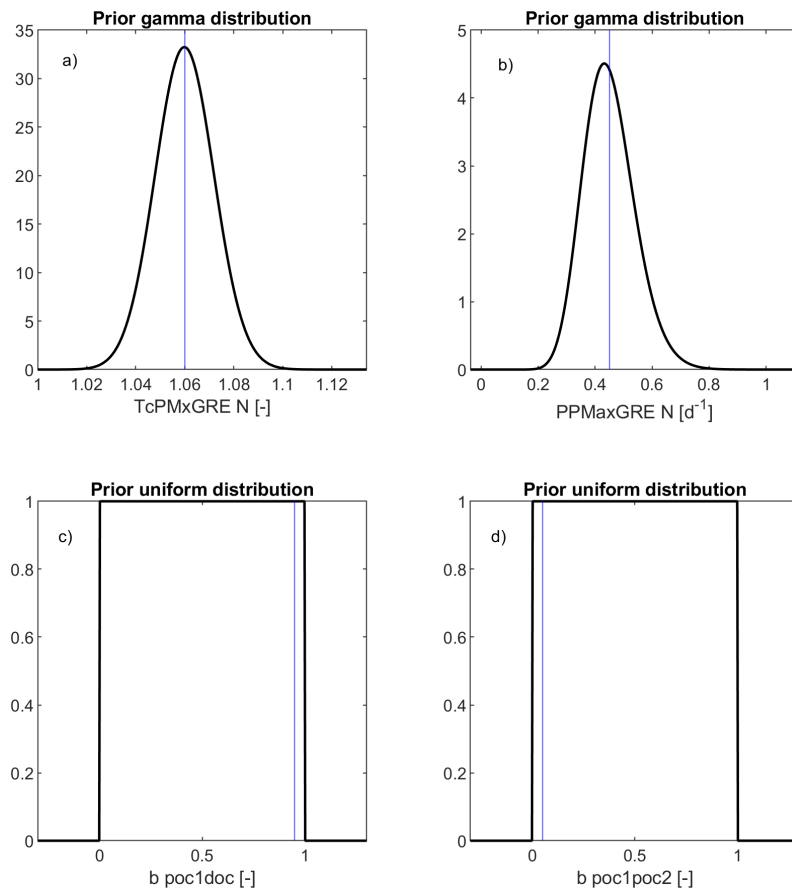 Prior gamma distribution
a)
35
30
25
20
15
10
5
0
1 1.02 1.04 1.06 1.08 1.1 1.12
TcPMxGRE N [-]
Prior gamma distribution
b)
5
4
3
2
1
0
0 0.2 0.4 0.6 0.8 1
PPMaxGRE N [d⁻¹]
Prior uniform distribution
c)
1
0.8
0.6
0.4
0.2
0
0 0.5 1
b poc1doc [-]
Prior uniform distribution
d)
1
0.8
0.6
0.4
0.2
0
0 0.5 1
b poc1poc2 [-]